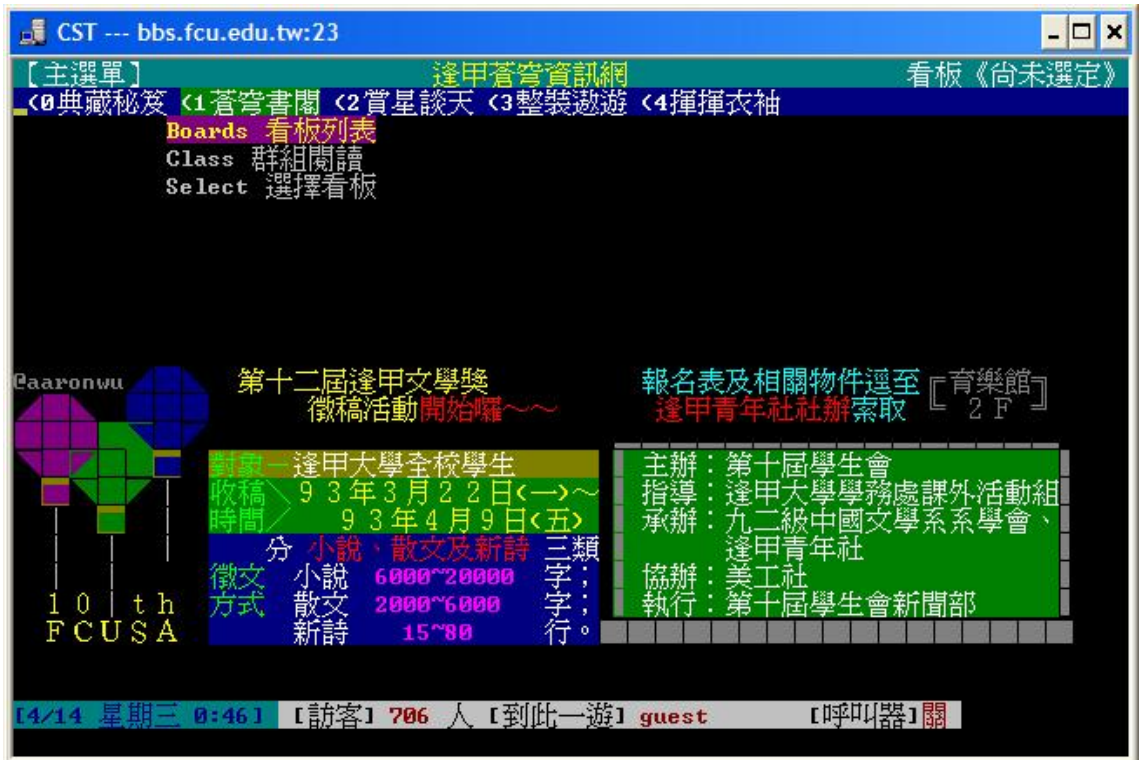 CST --- bbs.fcu.edu.tw:23
【主選單】 逢甲蒼穹資訊網 看板《尚未選定》
(0典藏秘笈 (1蒼穹書閣 (2賞星談天 (3整裝遨遊 (4揮揮衣袖
Boards 看板列表
Class 群組閱讀
Select 選擇看板
@aaronwu
第十二屆逢甲文學獎
徵稿活動開始囉~~
報名表及相關物件逕至
逢甲青年社社辦索取
育樂館
2F
對象-逢甲大學全校學生
收稿 93年3月22日(一)~
時間 93年4月9日(五)
分 小說、散文及新詩 三類
徵文 小說 6000~20000 字;
方式 散文 2000~6000 字;
新詩 15~80 行。
主辦:第十屆學生會
指導:逢甲大學學務處課外活動組
承辦:九二級中國文學系系學會、
逢甲青年社
協辦:美工社
執行:第十屆學生會新聞部
10 th
FCUSA
[4/14 星期三 0:46] [訪客] 706 人 [到此一遊] guest [呼叫器]關